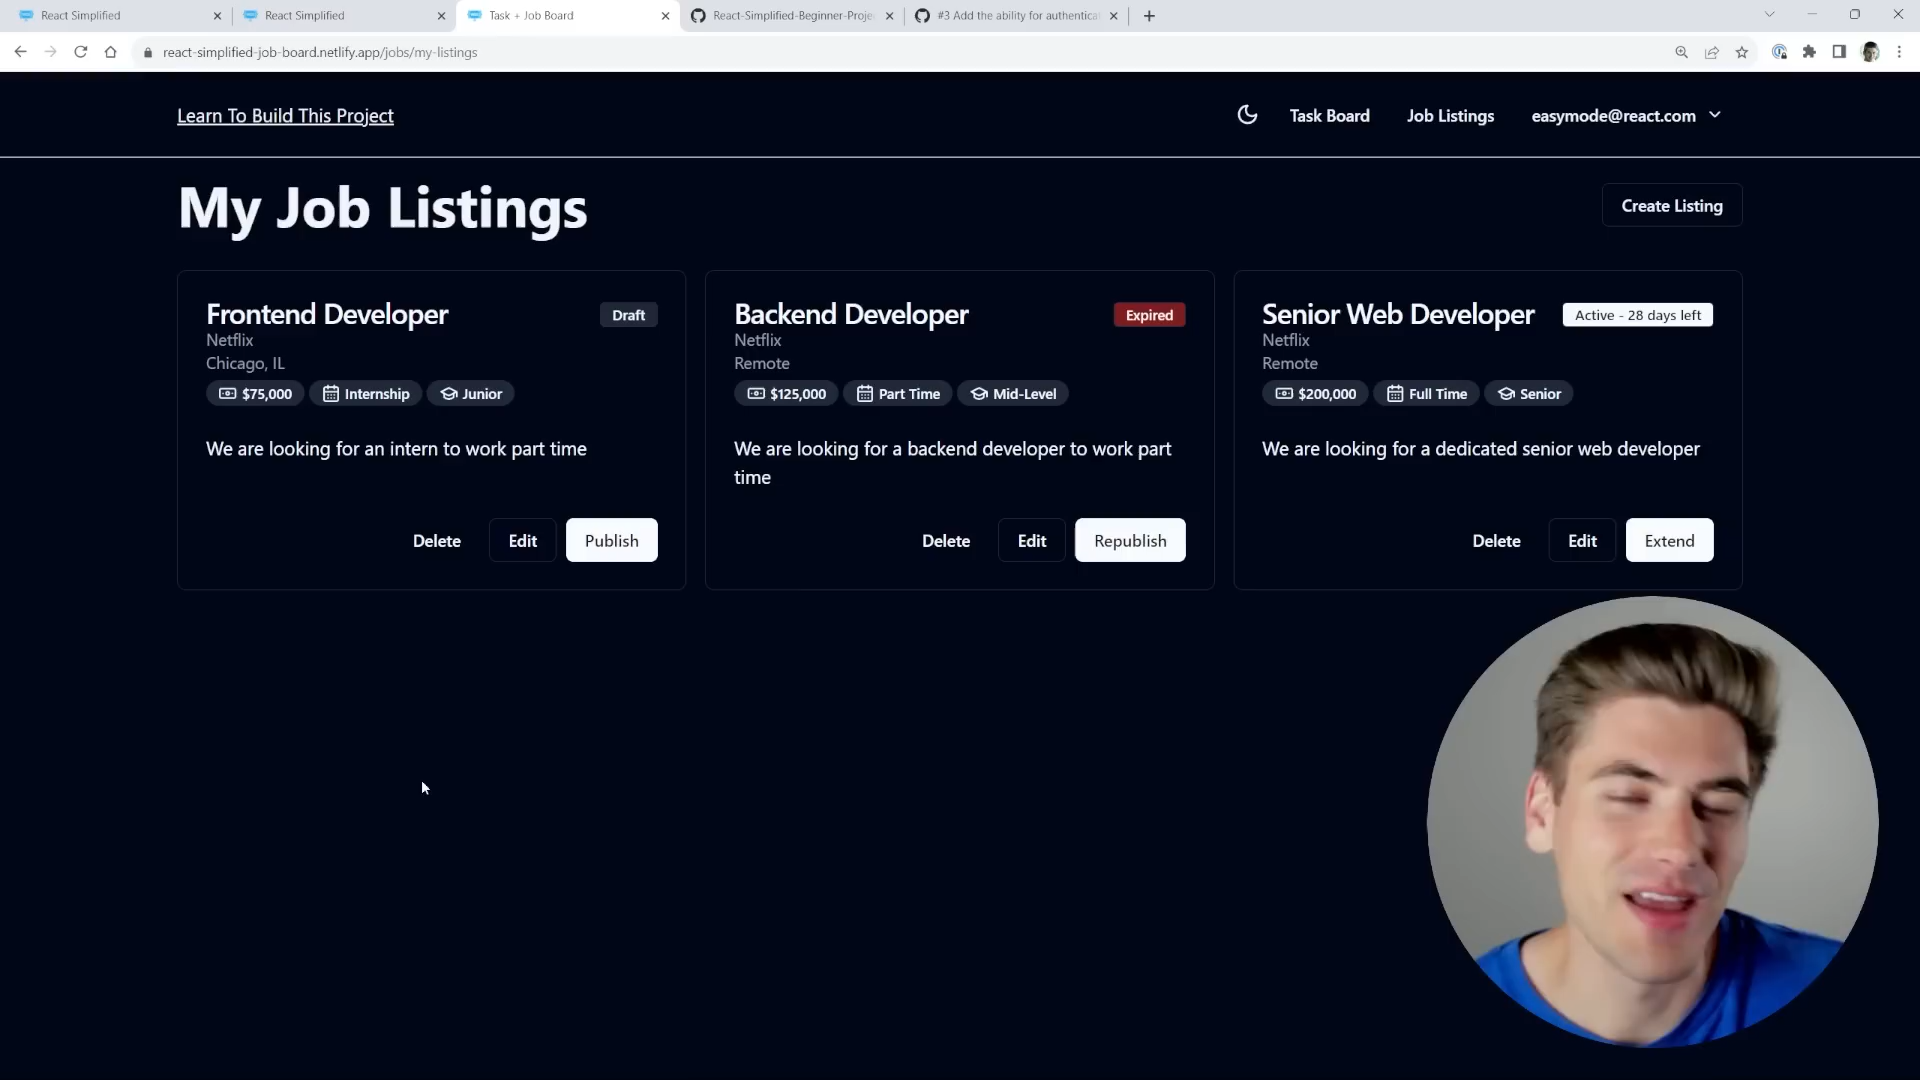 React Simplified
React Simplified
Task + Job Board
React-Simplified-Beginner-Proje
#3 Add the ability for authentica
react-simplified-job-board.netlify.app/jobs/my-listings
Learn To Build This Project
Task Board
Job Listings
easymode@react.com
My Job Listings
Create Listing
Frontend Developer
Draft
Netflix
Chicago, IL
$75,000
Internship
Junior
We are looking for an intern to work part time
Delete
Edit
Publish
Backend Developer
Expired
Netflix
Remote
$125,000
Part Time
Mid-Level
We are looking for a backend developer to work part
time
Delete
Edit
Republish
Senior Web Developer
Active - 28 days left
Netflix
Remote
$200,000
Full Time
Senior
We are looking for a dedicated senior web developer
Delete
Edit
Extend